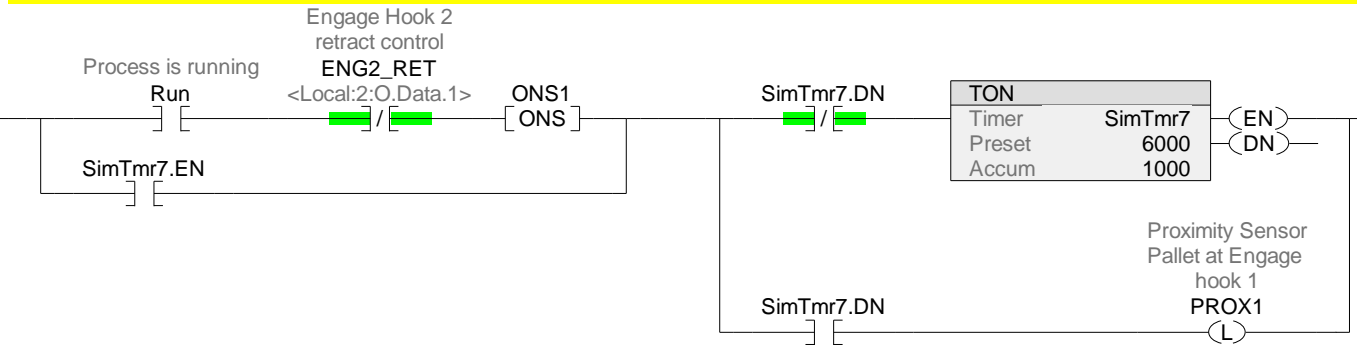 Engage Hook 2
retract control
Process is running
ENG2_RET
Run
<Local:2:O.Data.1>
ONS1
ONS
SimTmr7.EN
SimTmr7.DN
/
/
TON
Timer SimTmr7
Preset 6000
Accum 1000
EN
DN
Proximity Sensor
Pallet at Engage
hook 1
SimTmr7.DN
PROX1
L